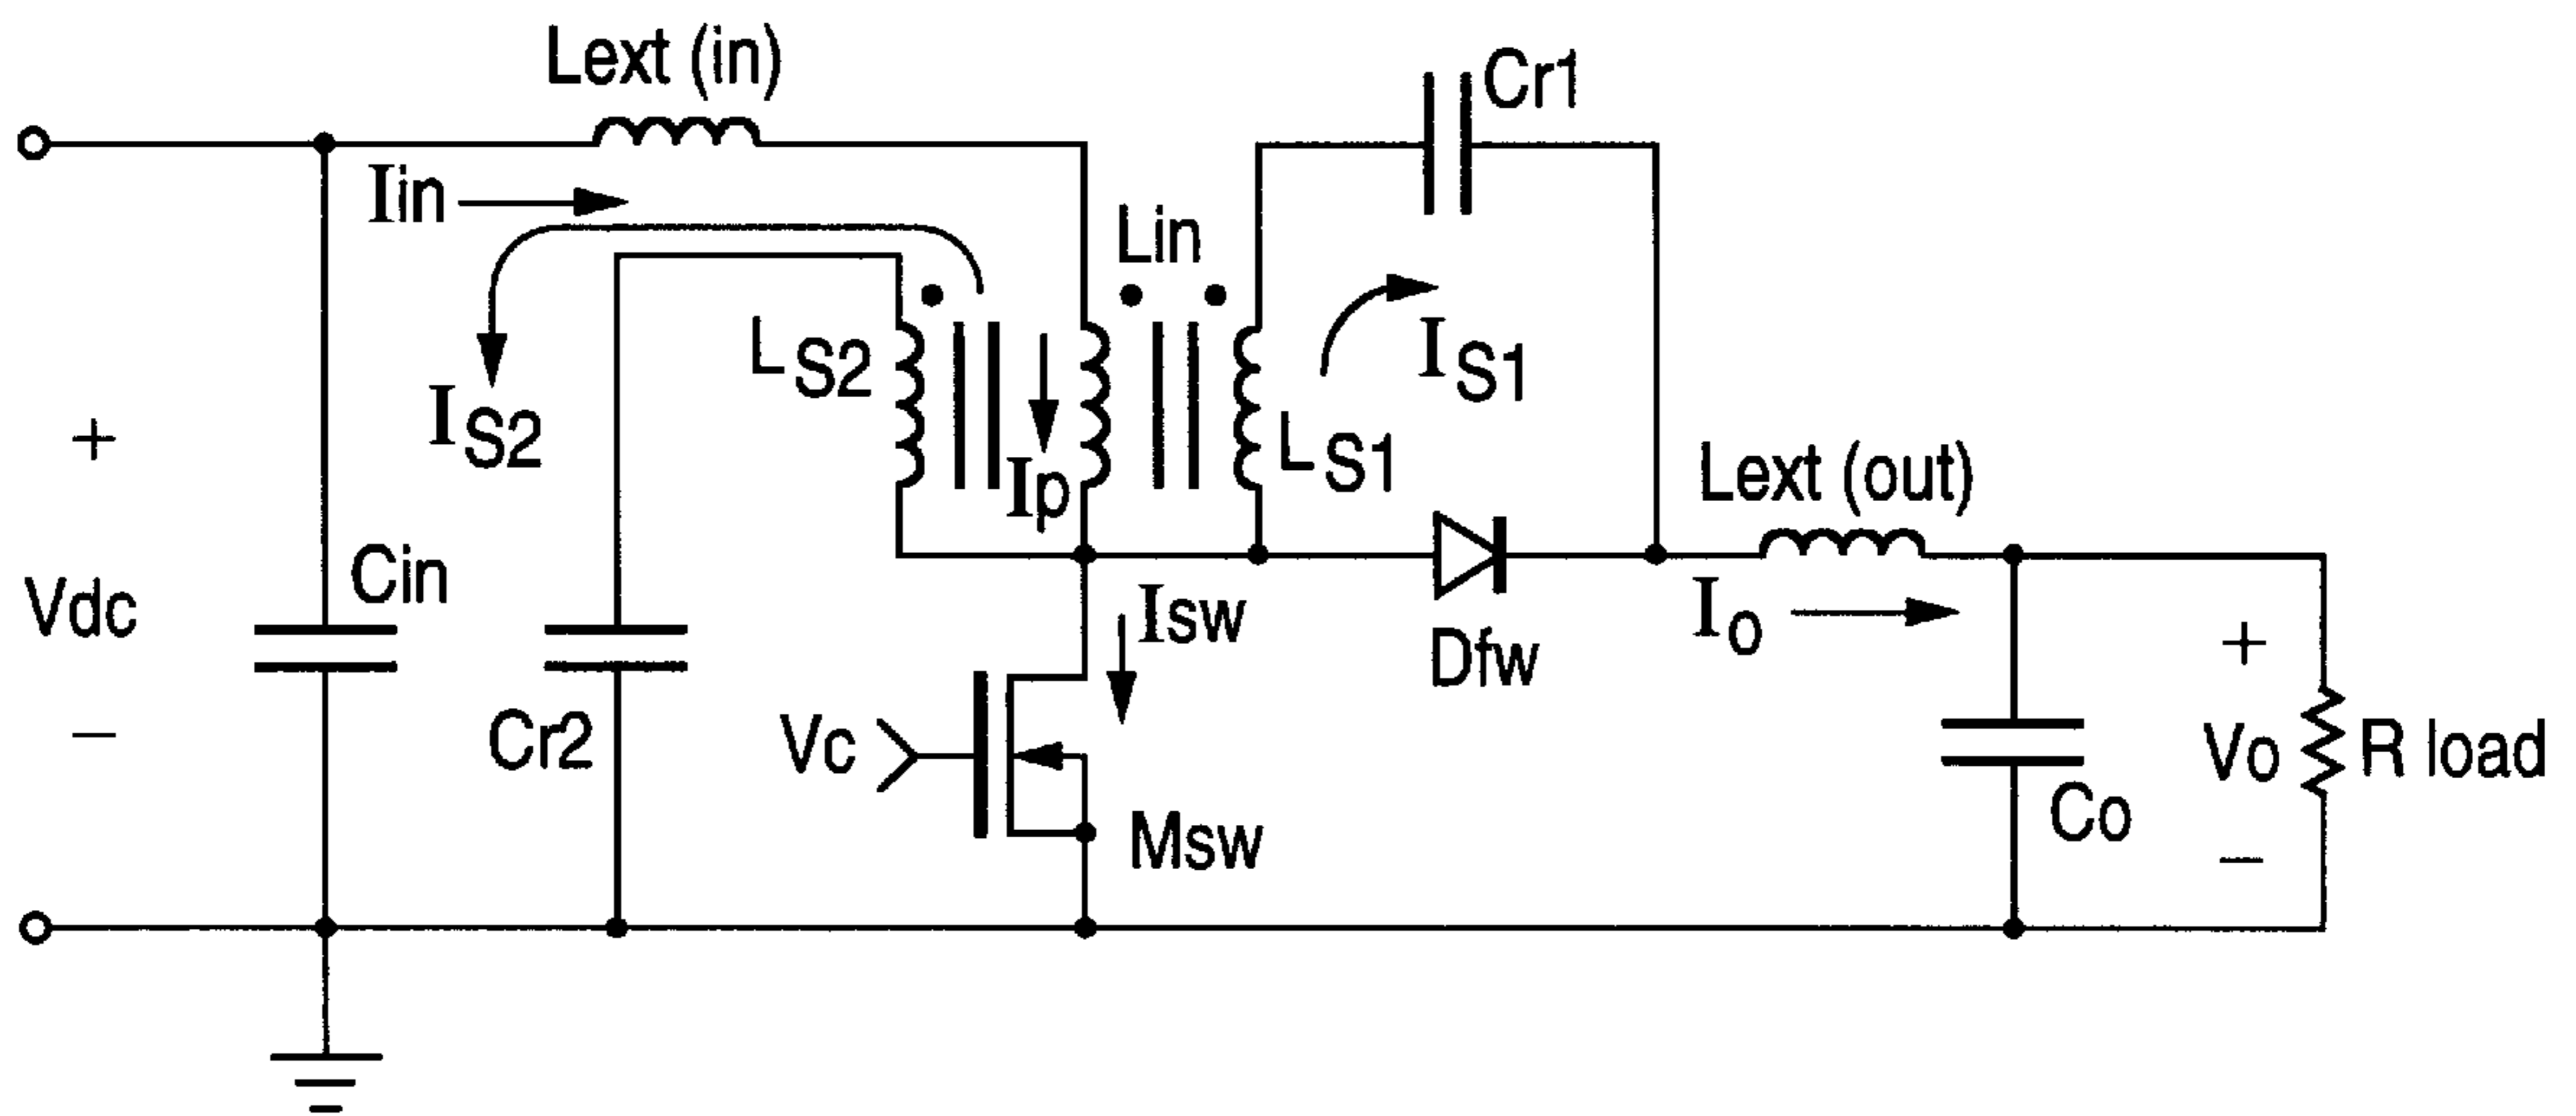 Lext (in)
Cr1
Iin
Lin
LS2
IS1
IS2
Ip
LS1
Lext (out)
+
Vdc
−
Cin
Isw
Io
Dfw
Cr2
Vc
Msw
+
Vo
−
R load
Co